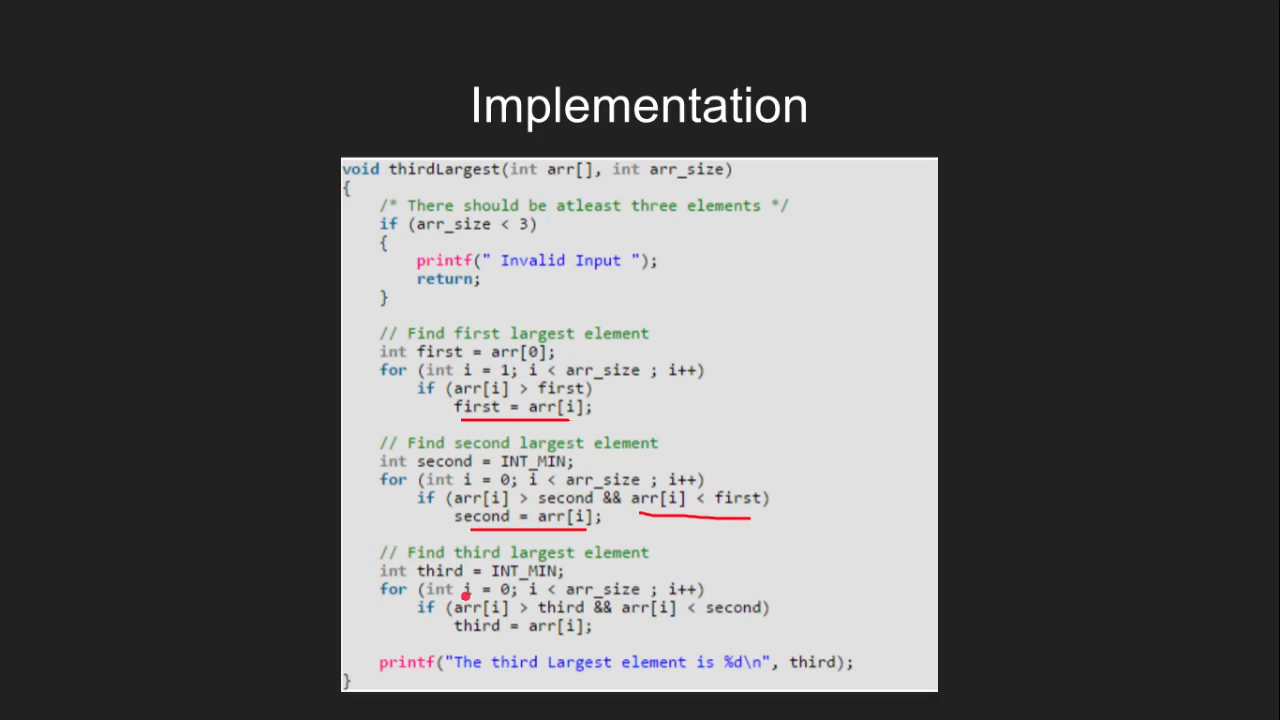 Implementation
void thirdLargest(int arr[], int arr_size)
{
    /* There should be atleast three elements */
    if (arr_size < 3)
    {
        printf(" Invalid Input ");
        return;
    }
    // Find first largest element
    int first = arr[0];
    for (int i = 1; i < arr_size ; i++)
        if (arr[i] > first)
            first = arr[i];
    // Find second largest element
    int second = INT_MIN;
    for (int i = 0; i < arr_size ; i++)
        if (arr[i] > second && arr[i] < first)
            second = arr[i];
    // Find third largest element
    int third = INT_MIN;
    for (int i = 0; i < arr_size ; i++)
        if (arr[i] > third && arr[i] < second)
            third = arr[i];
    printf("The third Largest element is %d\n", third);
}